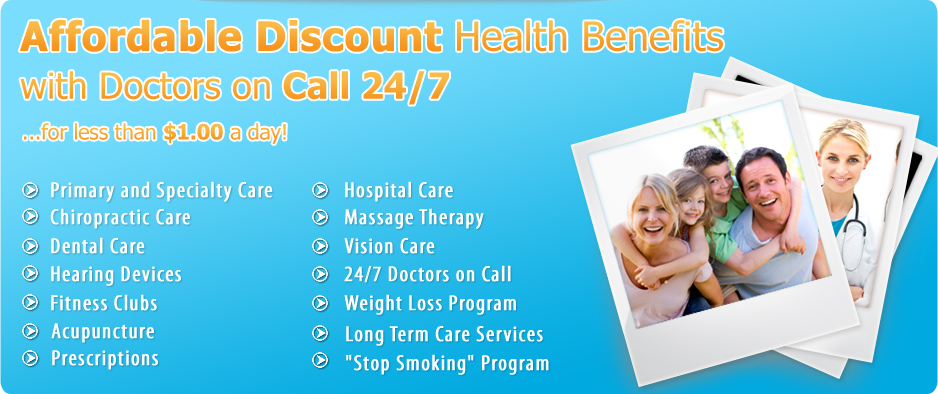 Affordable Discount Health Benefits
with Doctors on Call 24/7
...for less than $1.00 a day!
Primary and Specialty Care
Chiropractic Care
Dental Care
Hearing Devices
Fitness Clubs
Acupuncture
Prescriptions
Hospital Care
Massage Therapy
Vision Care
24/7 Doctors on Call
Weight Loss Program
Long Term Care Services
"Stop Smoking" Program